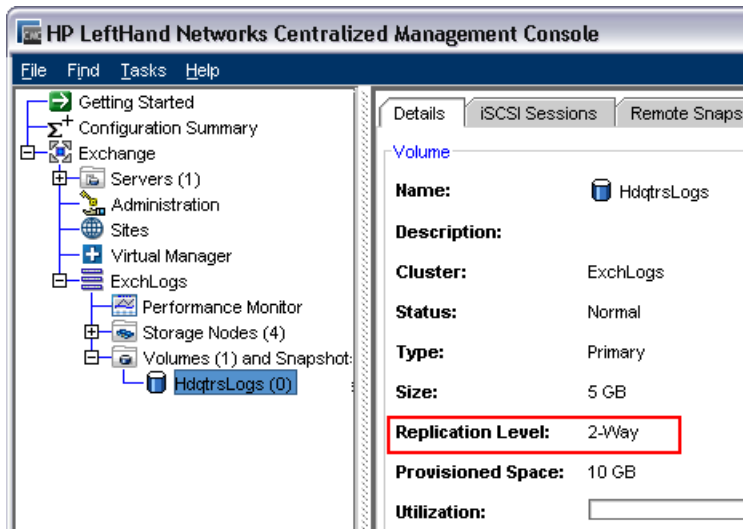 HP LeftHand Networks Centralized Management Console
File Find Tasks Help
Getting Started
Configuration Summary
Exchange
Servers (1)
Administration
Sites
Virtual Manager
ExchLogs
Performance Monitor
Storage Nodes (4)
Volumes (1) and Snapshot
HdqtrsLogs (0)
Details iSCSI Sessions Remote Snaps
Volume
Name: HdqtrsLogs
Description:
Cluster: ExchLogs
Status: Normal
Type: Primary
Size: 5 GB
Replication Level: 2-Way
Provisioned Space: 10 GB
Utilization: